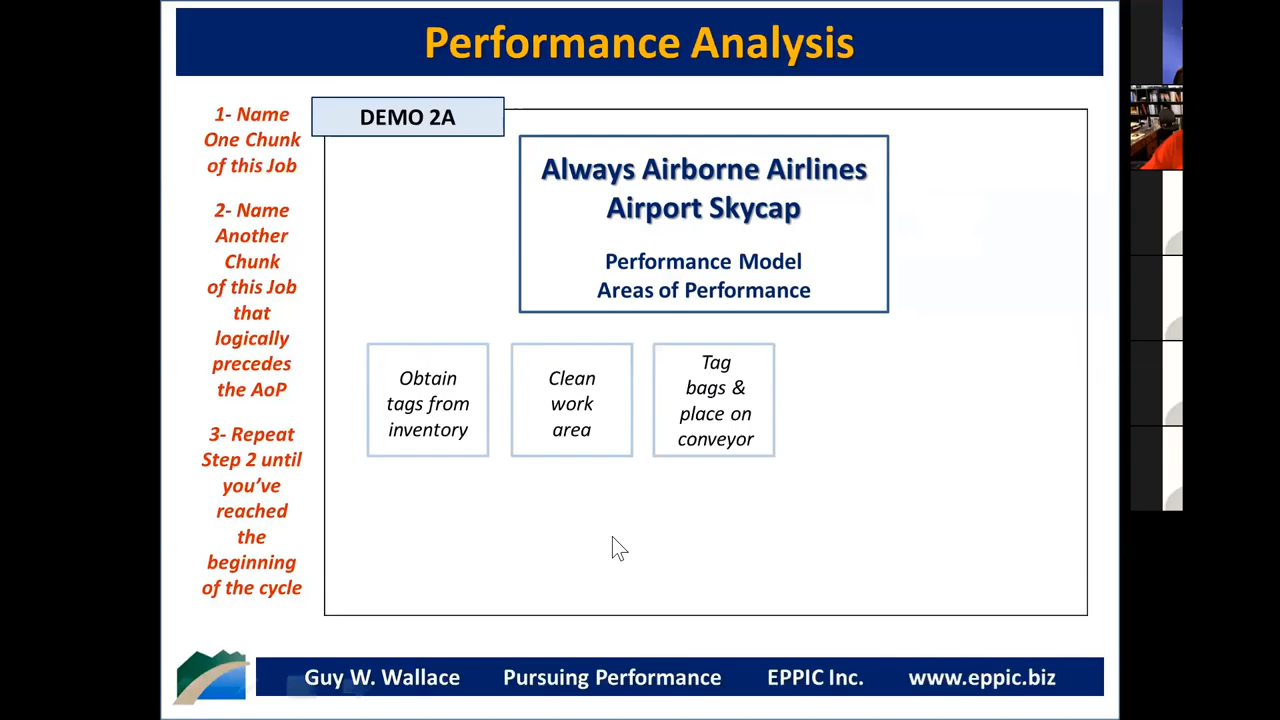 Performance Analysis
1- Name
One Chunk
of this Job
2- Name
Another
Chunk
of this Job
that
logically
precedes
the AoP
3- Repeat
Step 2 until
you’ve
reached
the
beginning
of the cycle
DEMO 2A
Always Airborne Airlines
Airport Skycap
Performance Model
Areas of Performance
Obtain
tags from
inventory
Clean
work
area
Tag
bags &
place on
conveyor
Guy W. Wallace Pursuing Performance EPPIC Inc. www.eppic.biz